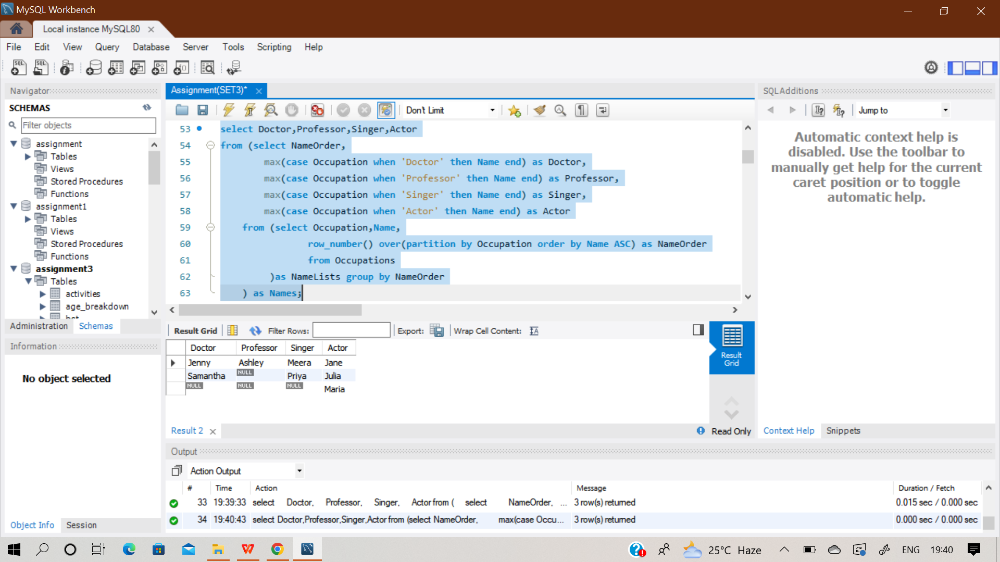 MySQL Workbench
Local instance MySQL80
File Edit View Query Database Server Tools Scripting Help
Navigator
SCHEMAS
Filter objects
assignment
Tables
Views
Stored Procedures
Functions
assignment1
Tables
Views
Stored Procedures
Functions
assignment3
Tables
activities
age_breakdown
Administration Schemas
Information
No object selected
Object Info Session
Assignment(SET3)*
Don't Limit
53 select Doctor,Professor,Singer,Actor
54 from (select NameOrder,
55 max(case Occupation when 'Doctor' then Name end) as Doctor,
56 max(case Occupation when 'Professor' then Name end) as Professor,
57 max(case Occupation when 'Singer' then Name end) as Singer,
58 max(case Occupation when 'Actor' then Name end) as Actor
59 from (select Occupation,Name,
60 row_number() over(partition by Occupation order by Name ASC) as NameOrder
61 from Occupations
62 )as NameLists group by NameOrder
63 ) as Names;
Result Grid Filter Rows: Export: Wrap Cell Content:
Doctor Professor Singer Actor
Jenny Ashley Meera Jane
Samantha NULL Priya Julia
NULL NULL NULL Maria
Result Grid
Result 2
Read Only
SQLAdditions
Jump to
Automatic context help is
disabled. Use the toolbar to
manually get help for the current
caret position or to toggle
automatic help.
Context Help Snippets
Output
Action Output
# Time Action Message Duration / Fetch
33 19:39:33 select Doctor, Professor, Singer, Actor from ( select NameOrder, ... 3 row(s) returned 0.015 sec / 0.000 sec
34 19:40:43 select Doctor,Professor,Singer,Actor from (select NameOrder, max(case Occu... 3 row(s) returned 0.000 sec / 0.000 sec
25°C Haze ENG 19:40